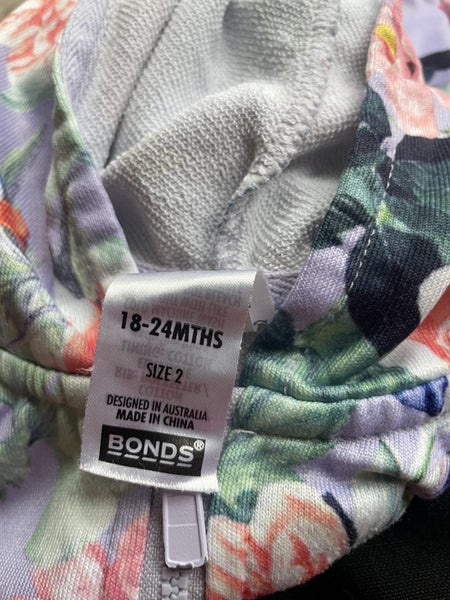 18-24MTHS
SIZE 2
DESIGNED IN AUSTRALIA
MADE IN CHINA
BONDS®